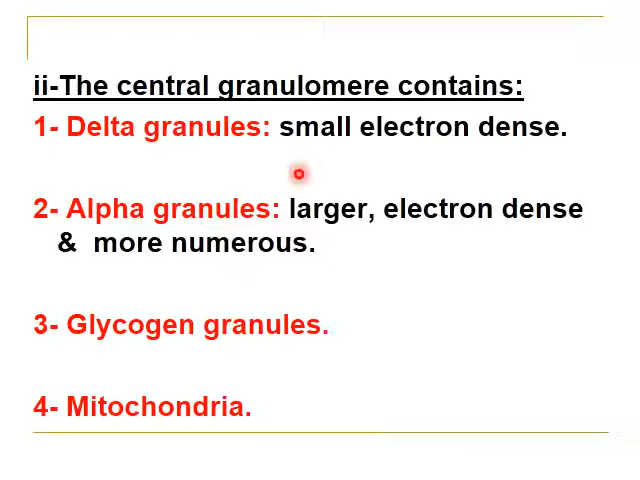 ii-The central granulomere contains:
1- Delta granules: small electron dense.
2- Alpha granules: larger, electron dense
& more numerous.
3- Glycogen granules.
4- Mitochondria.